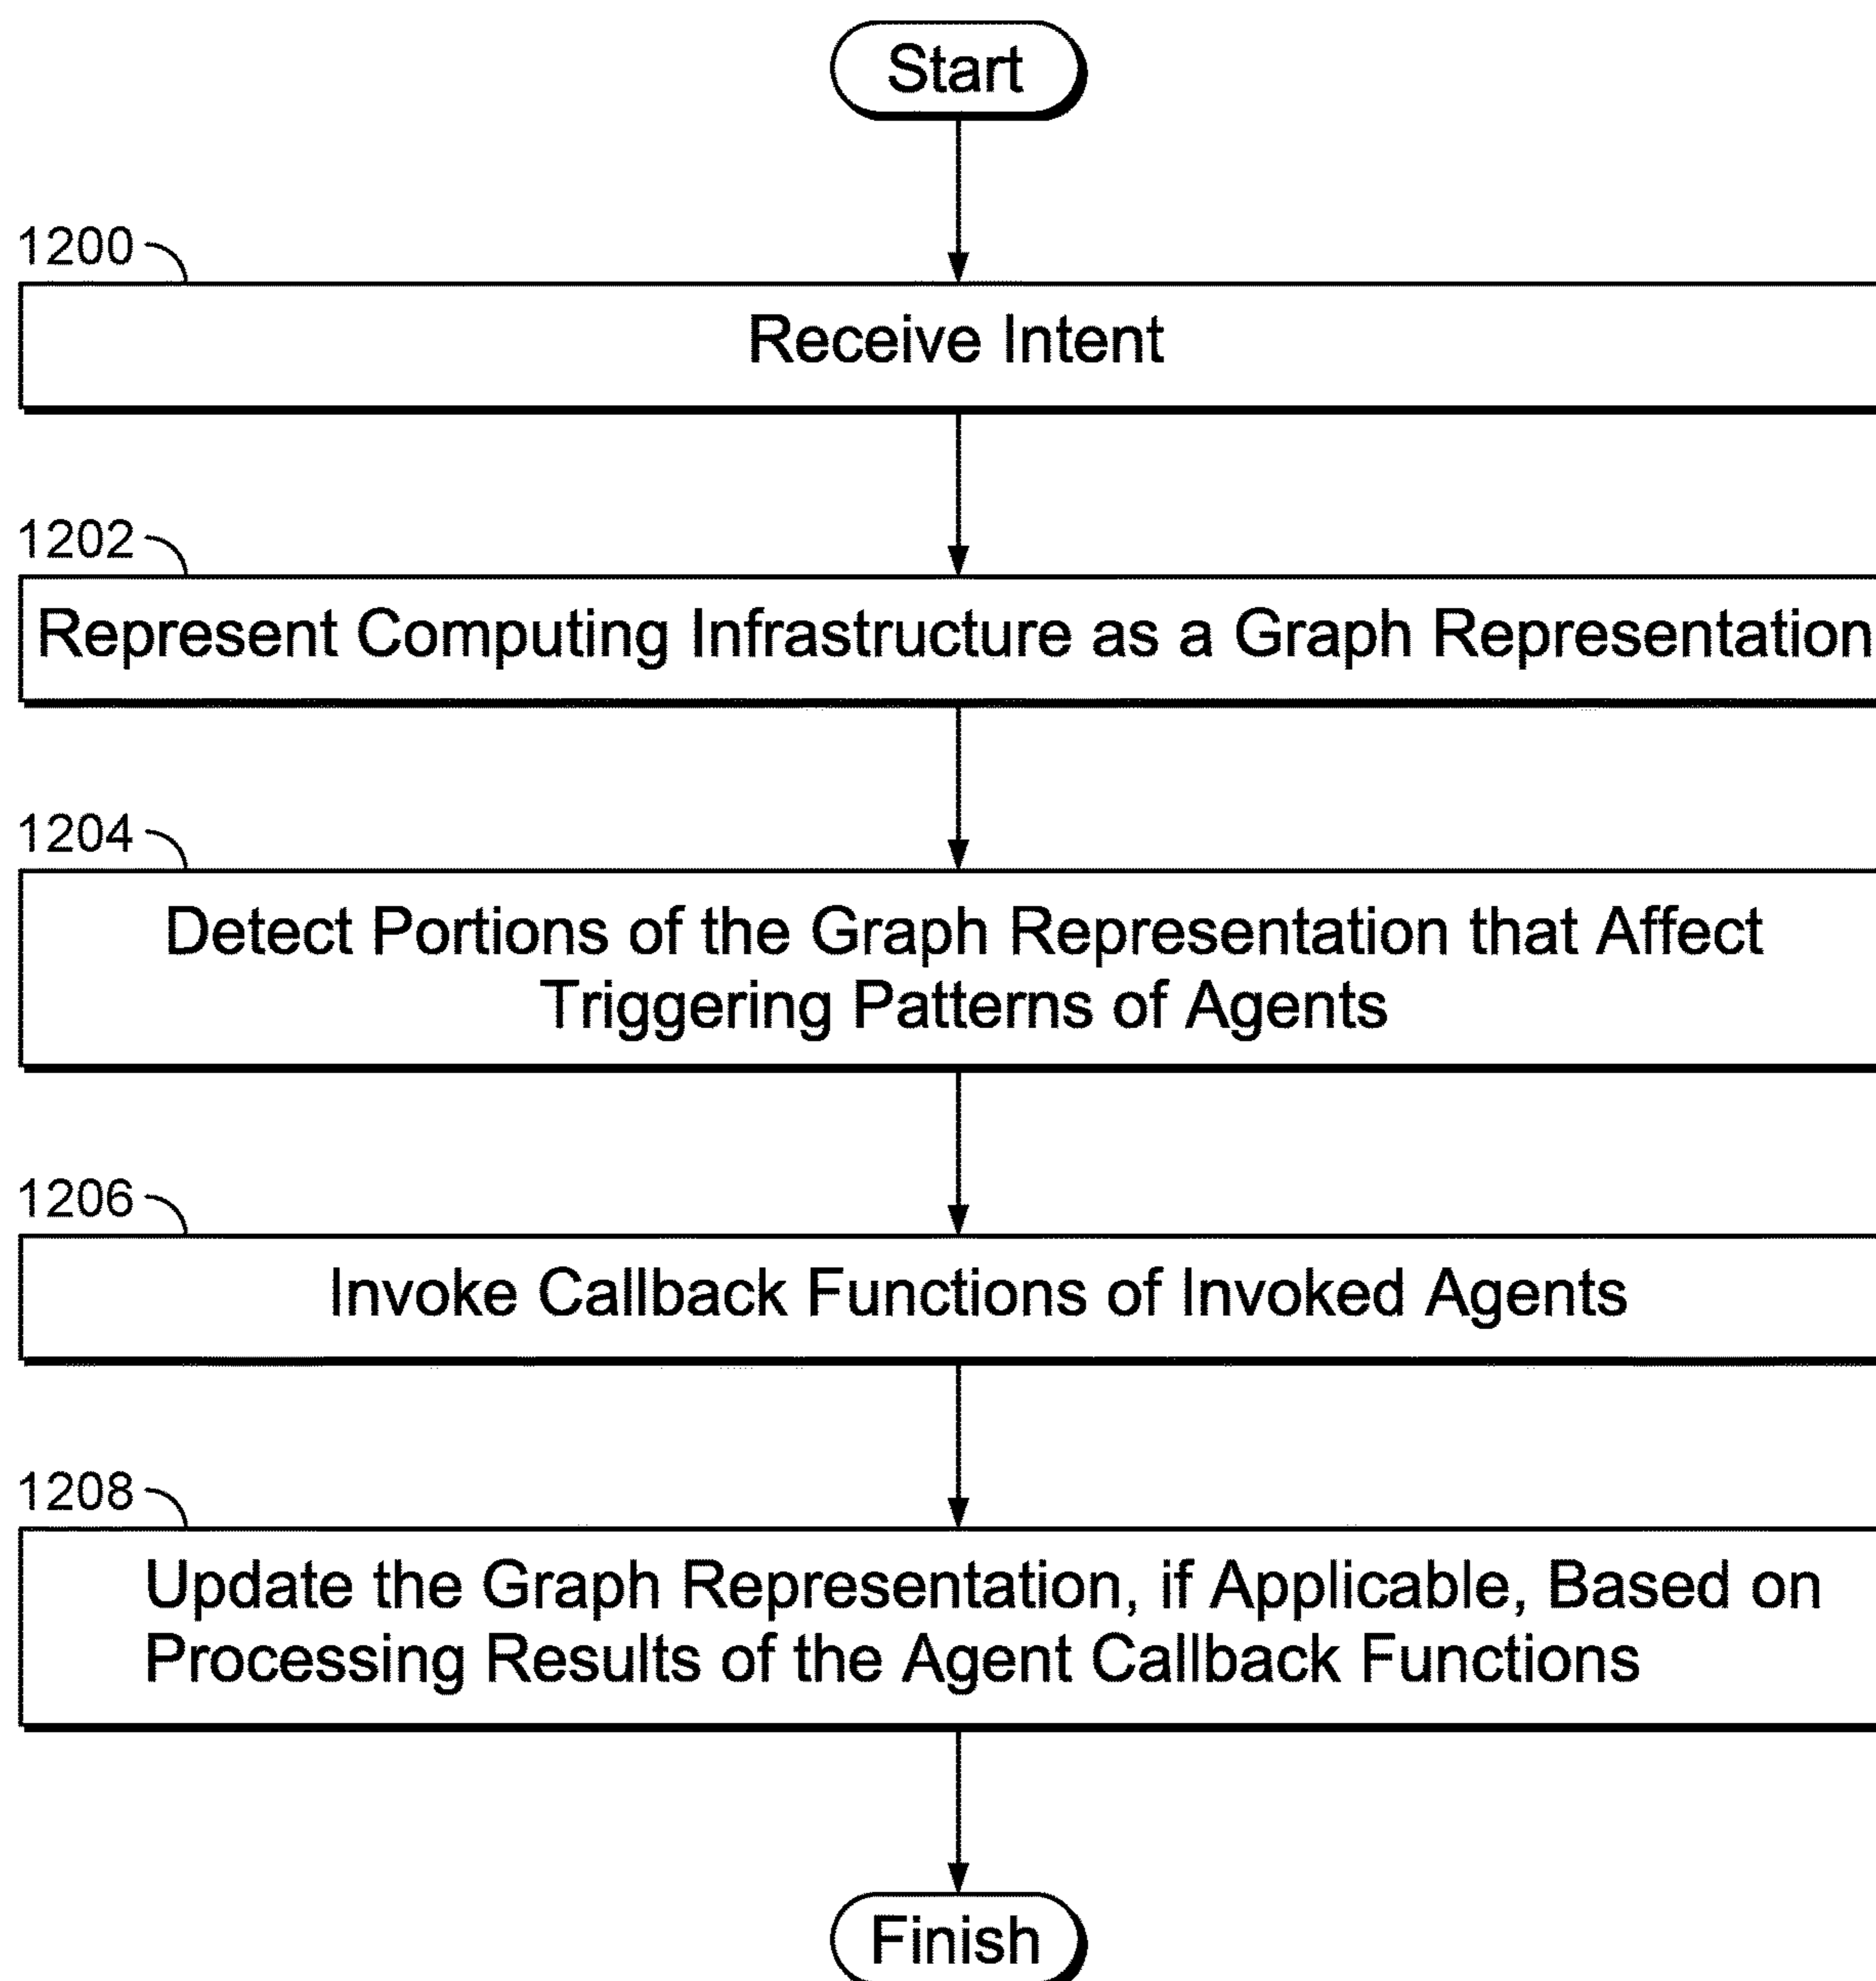 Start
1200
Receive Intent
1202
Represent Computing Infrastructure as a Graph Representation
1204
Detect Portions of the Graph Representation that Affect
Triggering Patterns of Agents
1206
Invoke Callback Functions of Invoked Agents
1208
Update the Graph Representation, if Applicable, Based on
Processing Results of the Agent Callback Functions
Finish